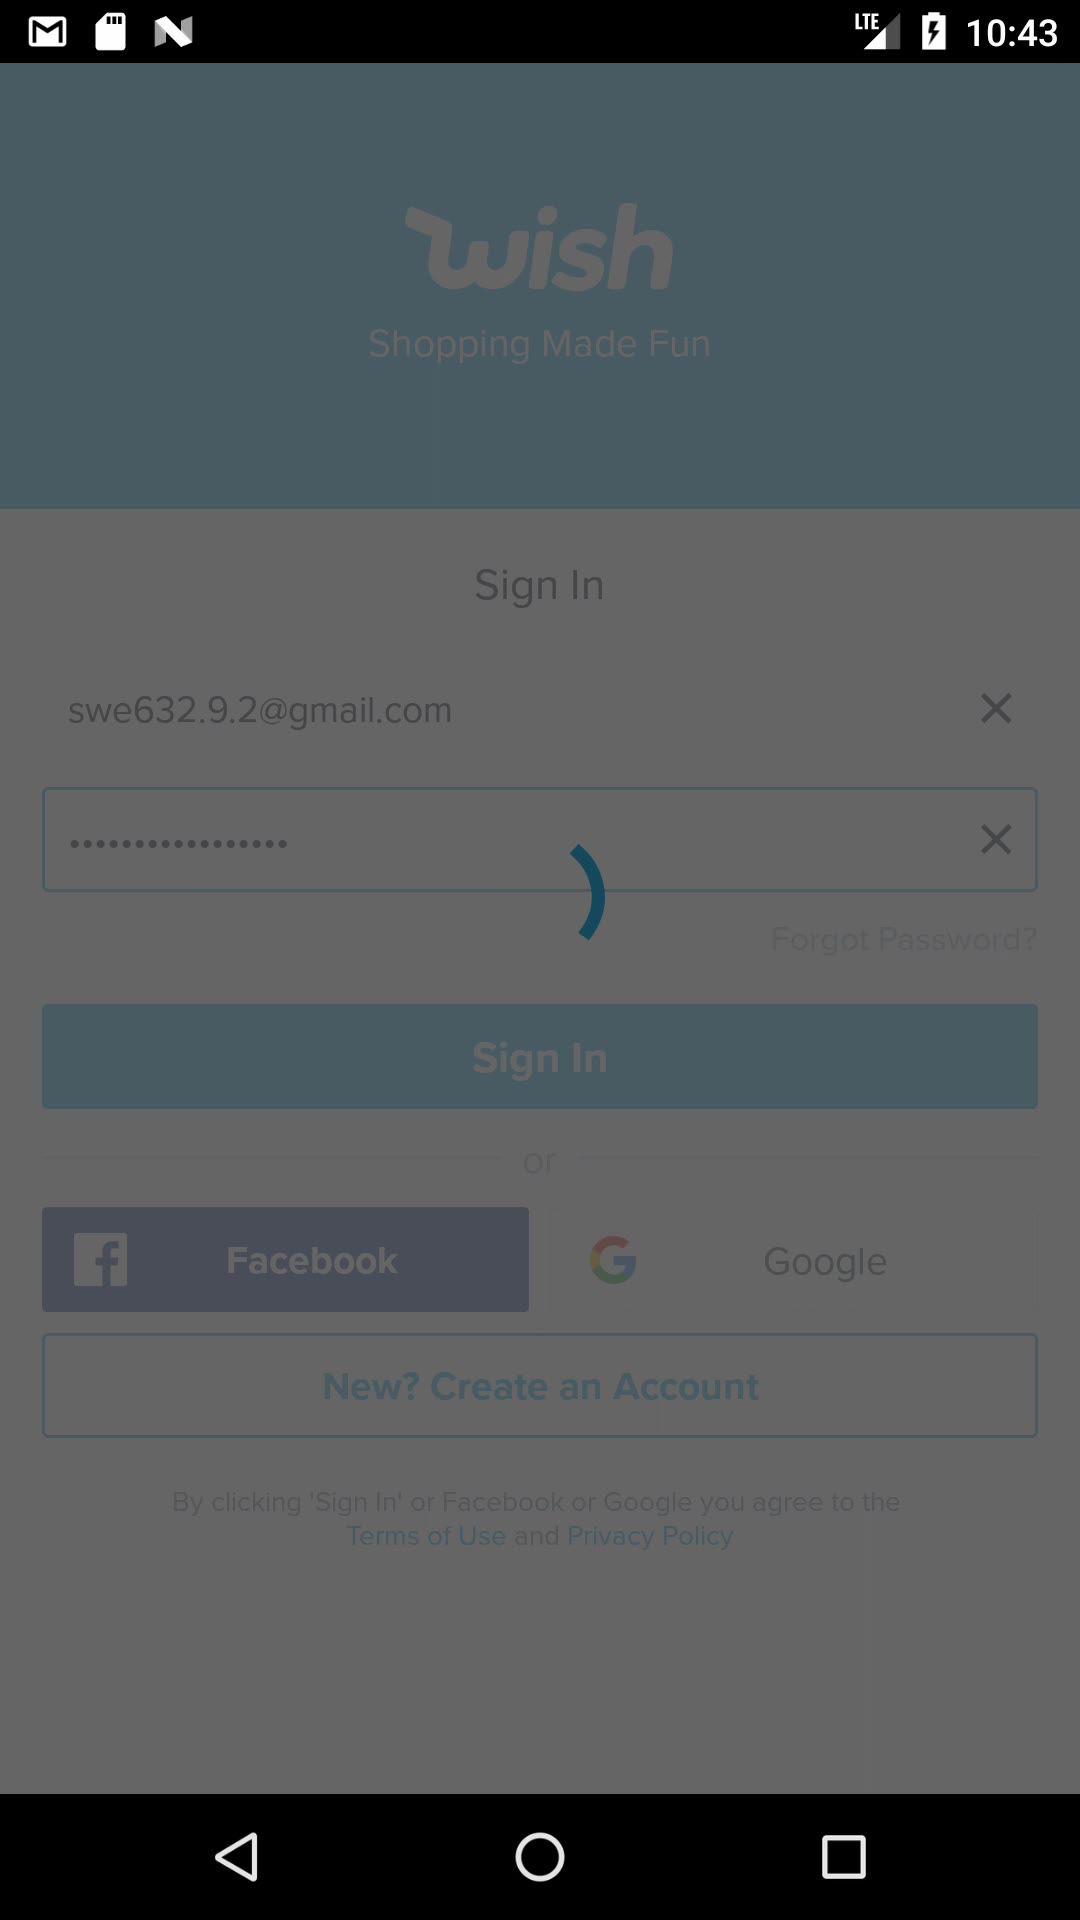 LTE 10:43
wish
Shopping Made Fun
Sign In
swe632.9.2@gmail.com
•••••••••••••••••
Forgot Password?
Sign In
or
Facebook
Google
New? Create an Account
By clicking 'Sign In' or Facebook or Google you agree to the
Terms of Use and Privacy Policy